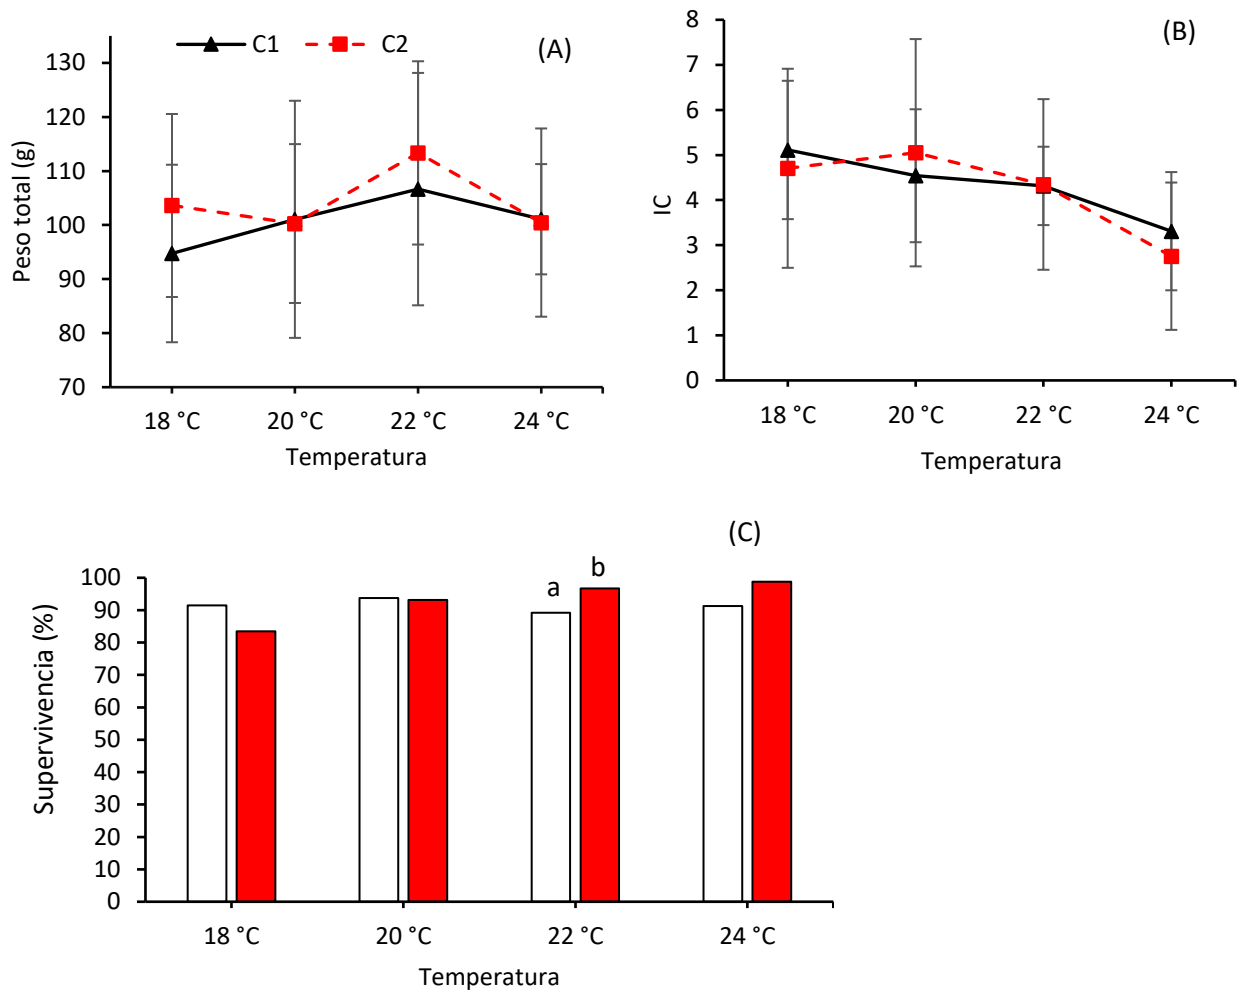 C1
C2
(A)
130
120
110
100
90
80
70
Peso total (g)
18 °C
20 °C
22 °C
24 °C
Temperatura
(B)
8
7
6
5
4
3
2
1
0
IC
18 °C
20 °C
22 °C
24 °C
Temperatura
(C)
100
90
80
70
60
50
40
30
20
10
0
Supervivencia (%)
a
b
18 °C
20 °C
22 °C
24 °C
Temperatura